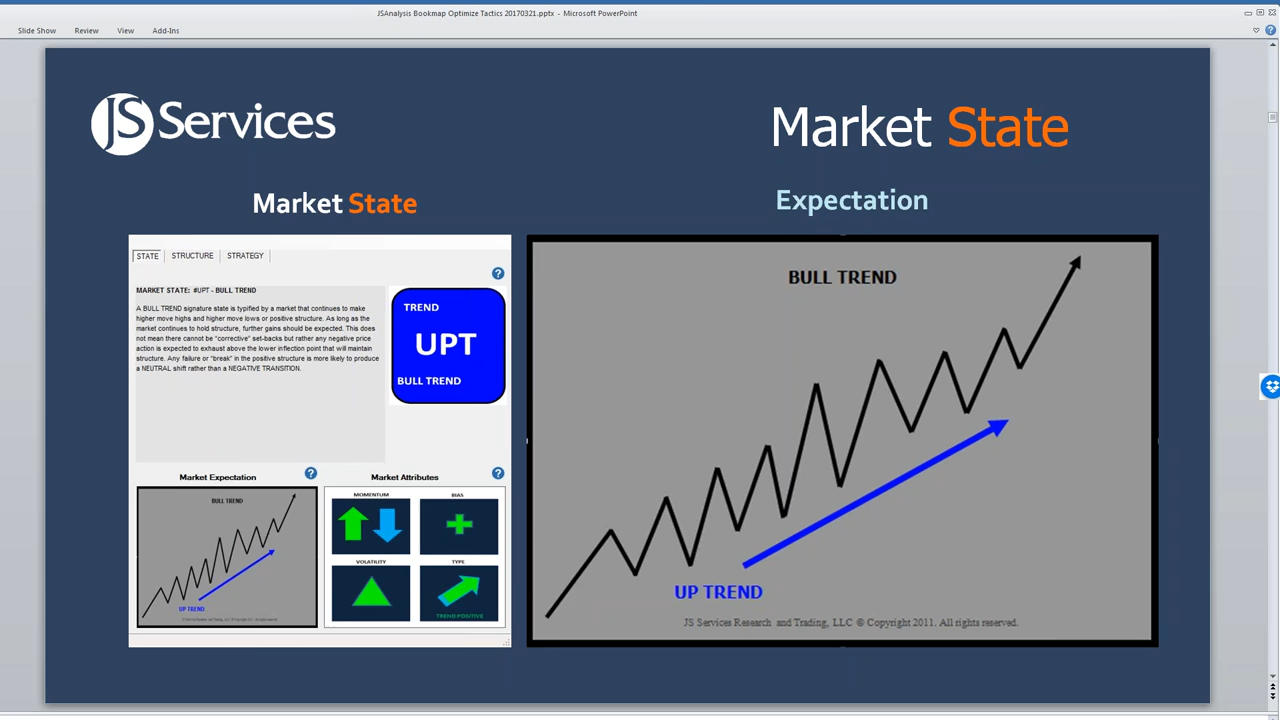 JSAnalysis Bookmap Optimize Tactics 20170321.pptx - Microsoft PowerPoint
Slide Show Review View Add-Ins
JS Services
Market State
Market State
Expectation
STATE STRUCTURE STRATEGY
MARKET STATE: #UPT - BULL TREND
A BULL TREND signature state is typified by a market that continues to make
higher move highs and higher move lows or positive structure. As long as the
market continues to hold structure, further gains should be expected. This does
not mean there cannot be "corrective" set-backs but rather any negative price
action is expected to exhaust above the lower inflection point that will maintain
structure. Any failure or "break" in the positive structure is more likely to produce
a NEUTRAL shift rather than a NEGATIVE TRANSITION.
TREND
UPT
BULL TREND
Market Expectation
BULL TREND
UP TREND
Market Attributes
MOMENTUM
BIAS
VOLATILITY
TYPE
TREND POSITIVE
BULL TREND
UP TREND
JS Services Research and Trading, LLC © Copyright 2011. All rights reserved.